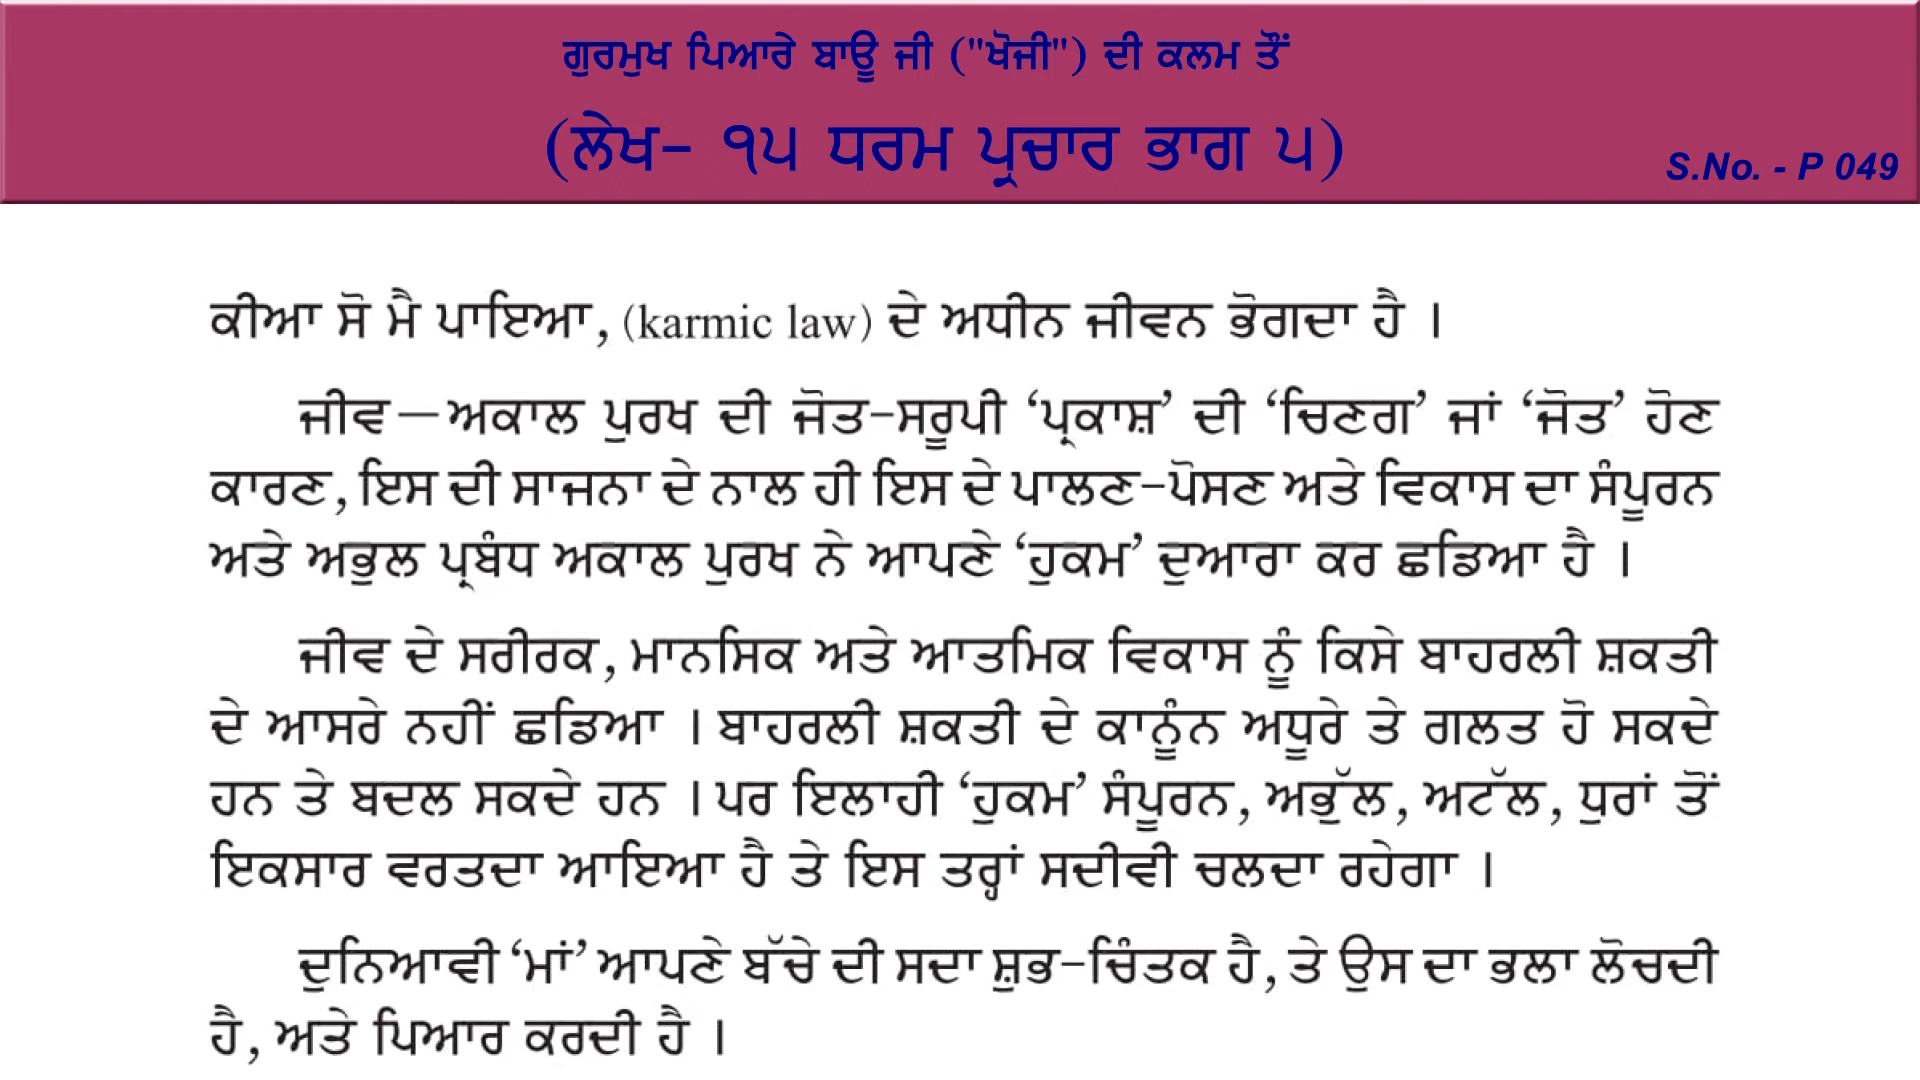 ਗੁਰਮੁਖ ਪਿਆਰੇ ਬਾਊ ਜੀ ("ਖੋਜੀ") ਦੀ ਕਲਮ ਤੌਂ
(ਲੇਖ- ੧੫ ਧਰਮ ਪ੍ਰਚਾਰ ਭਾਗ ੫)
S.No. - P 049
ਕੀਆ ਸੋ ਮੈ ਪਾਇਆ, (karmic law) ਦੇ ਅਧੀਨ ਜੀਵਨ ਭੋਗਦਾ ਹੈ ।
ਜੀਵ—ਅਕਾਲ ਪੁਰਖ ਦੀ ਜੋਤ-ਸਰੂਪੀ ‘ਪ੍ਰਕਾਸ਼’ ਦੀ ‘ਚਿਣਗ’ ਜਾਂ ‘ਜੋਤ’ ਹੋਣ
ਕਾਰਣ, ਇਸ ਦੀ ਸਾਜਨਾ ਦੇ ਨਾਲ ਹੀ ਇਸ ਦੇ ਪਾਲਣ-ਪੋਸਣ ਅਤੇ ਵਿਕਾਸ ਦਾ ਸੰਪੂਰਨ
ਅਤੇ ਅਭੁਲ ਪ੍ਰਬੰਧ ਅਕਾਲ ਪੁਰਖ ਨੇ ਆਪਣੇ ‘ਹੁਕਮ’ ਦੁਆਰਾ ਕਰ ਛਡਿਆ ਹੈ ।
ਜੀਵ ਦੇ ਸਰੀਰਕ, ਮਾਨਸਿਕ ਅਤੇ ਆਤਮਿਕ ਵਿਕਾਸ ਨੂੰ ਕਿਸੇ ਬਾਹਰਲੀ ਸ਼ਕਤੀ
ਦੇ ਆਸਰੇ ਨਹੀਂ ਛਡਿਆ । ਬਾਹਰਲੀ ਸ਼ਕਤੀ ਦੇ ਕਾਨੂੰਨ ਅਧੂਰੇ ਤੇ ਗਲਤ ਹੋ ਸਕਦੇ
ਹਨ ਤੇ ਬਦਲ ਸਕਦੇ ਹਨ । ਪਰ ਇਲਾਹੀ ‘ਹੁਕਮ’ ਸੰਪੂਰਨ, ਅਭੁੱਲ, ਅਟੱਲ, ਧੁਰਾਂ ਤੋਂ
ਇਕਸਾਰ ਵਰਤਦਾ ਆਇਆ ਹੈ ਤੇ ਇਸ ਤਰ੍ਹਾਂ ਸਦੀਵੀ ਚਲਦਾ ਰਹੇਗਾ ।
ਦੁਨਿਆਵੀ ‘ਮਾਂ’ ਆਪਣੇ ਬੱਚੇ ਦੀ ਸਦਾ ਸ਼ੁਭ-ਚਿੰਤਕ ਹੈ, ਤੇ ਉਸ ਦਾ ਭਲਾ ਲੋਚਦੀ
ਹੈ, ਅਤੇ ਪਿਆਰ ਕਰਦੀ ਹੈ ।